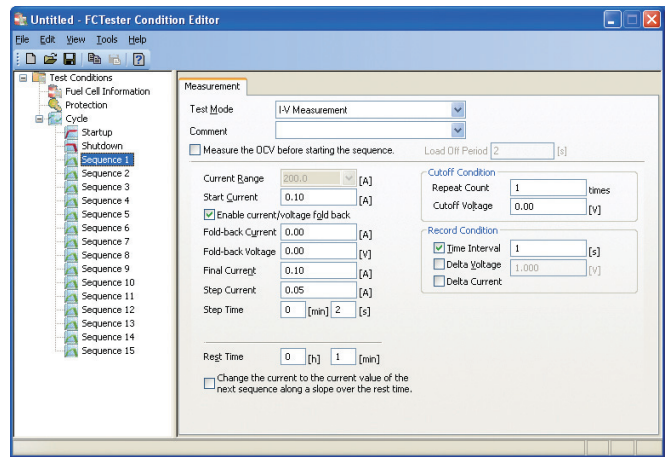 Untitled - FCTester Condition Editor
File Edit View Tools Help
Test Conditions
Fuel Cell Information
Protection
Cycle
Startup
Shutdown
Sequence 1
Sequence 2
Sequence 3
Sequence 4
Sequence 5
Sequence 6
Sequence 7
Sequence 8
Sequence 9
Sequence 10
Sequence 11
Sequence 12
Sequence 13
Sequence 14
Sequence 15
Measurement
Test Mode I-V Measurement
Comment
Measure the OCV before starting the sequence. Load Off Period 2 [s]
Current Range 200.0 [A]
Start Current 0.10 [A]
Enable current/voltage fold back
Fold-back Current 0.00 [A]
Fold-back Voltage 0.00 [V]
Final Current 0.10 [A]
Step Current 0.05 [A]
Step Time 0 [min] 2 [s]
Rest Time 0 [h] 1 [min]
Change the current to the current value of the
next sequence along a slope over the rest time.
Cutoff Condition
Repeat Count 1 times
Cutoff Voltage 0.00 [V]
Record Condition
Time Interval 1 [s]
Delta Voltage 1.000 [V]
Delta Current